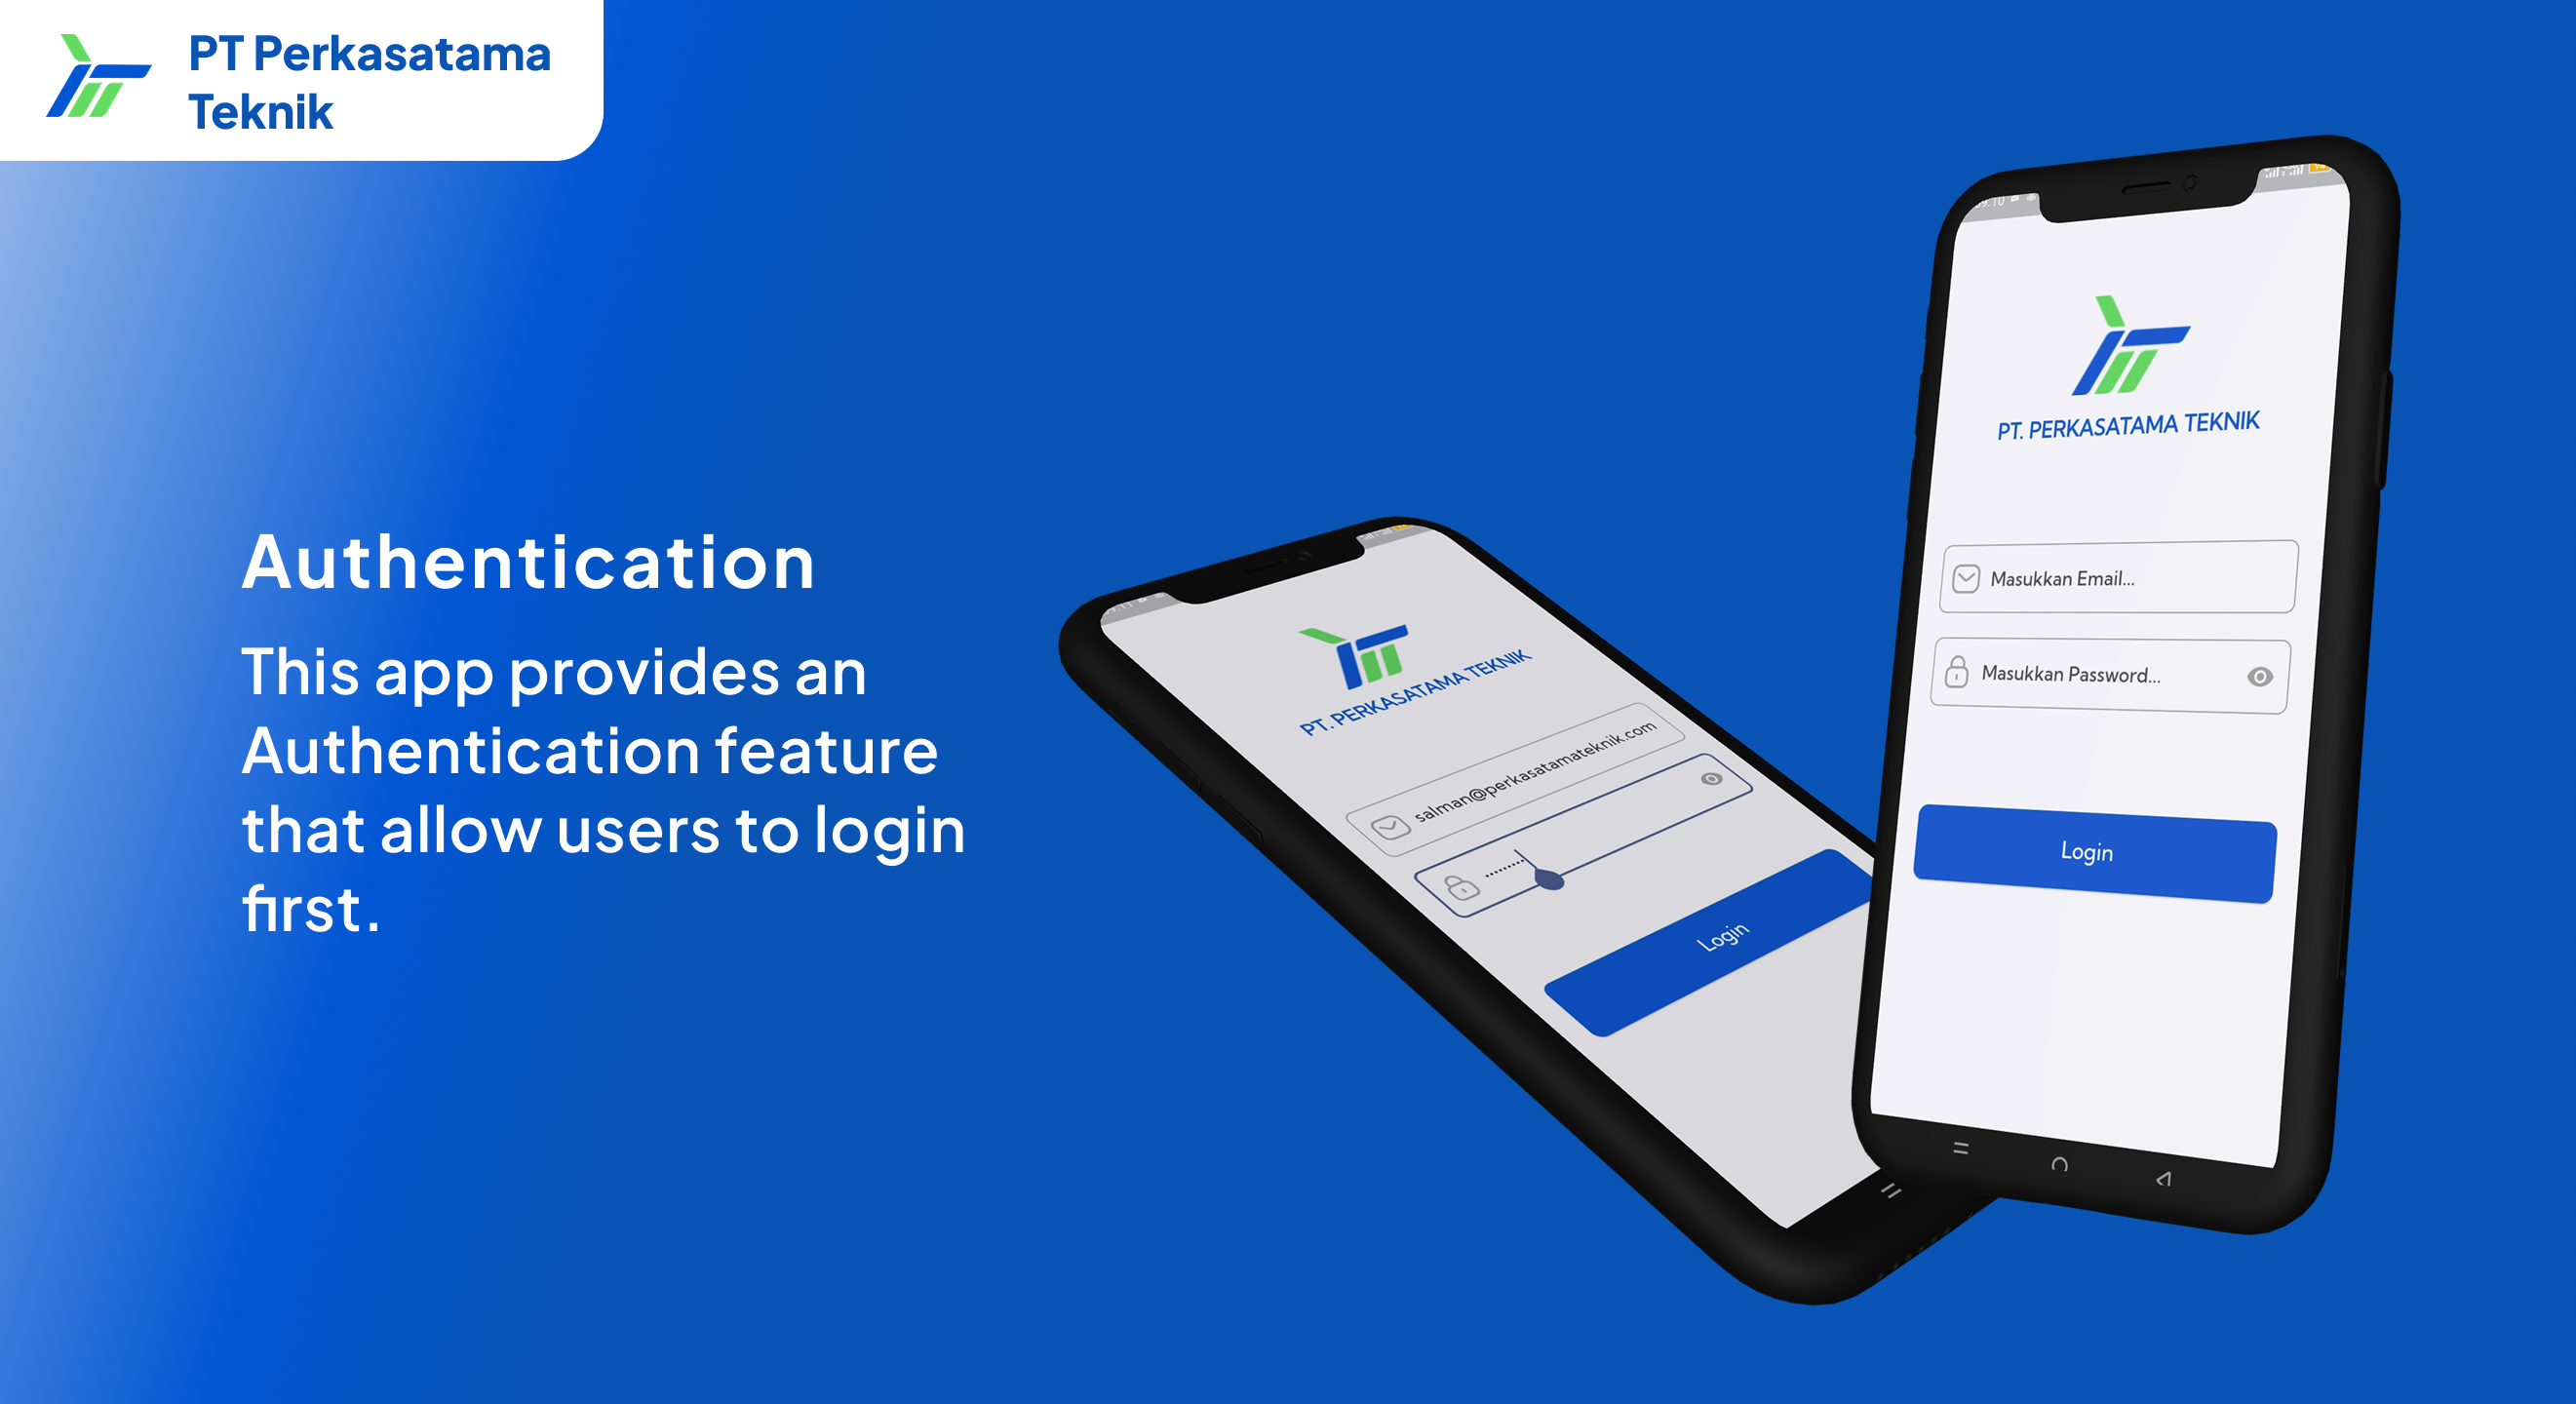 PT Perkasatama
Teknik
Authentication
This app provides an
Authentication feature
that allow users to login
first.
PT. PERKASATAMA TEKNIK
salman@perkasatamateknik.com
Login
PT. PERKASATAMA TEKNIK
Masukkan Email...
Masukkan Password...
Login